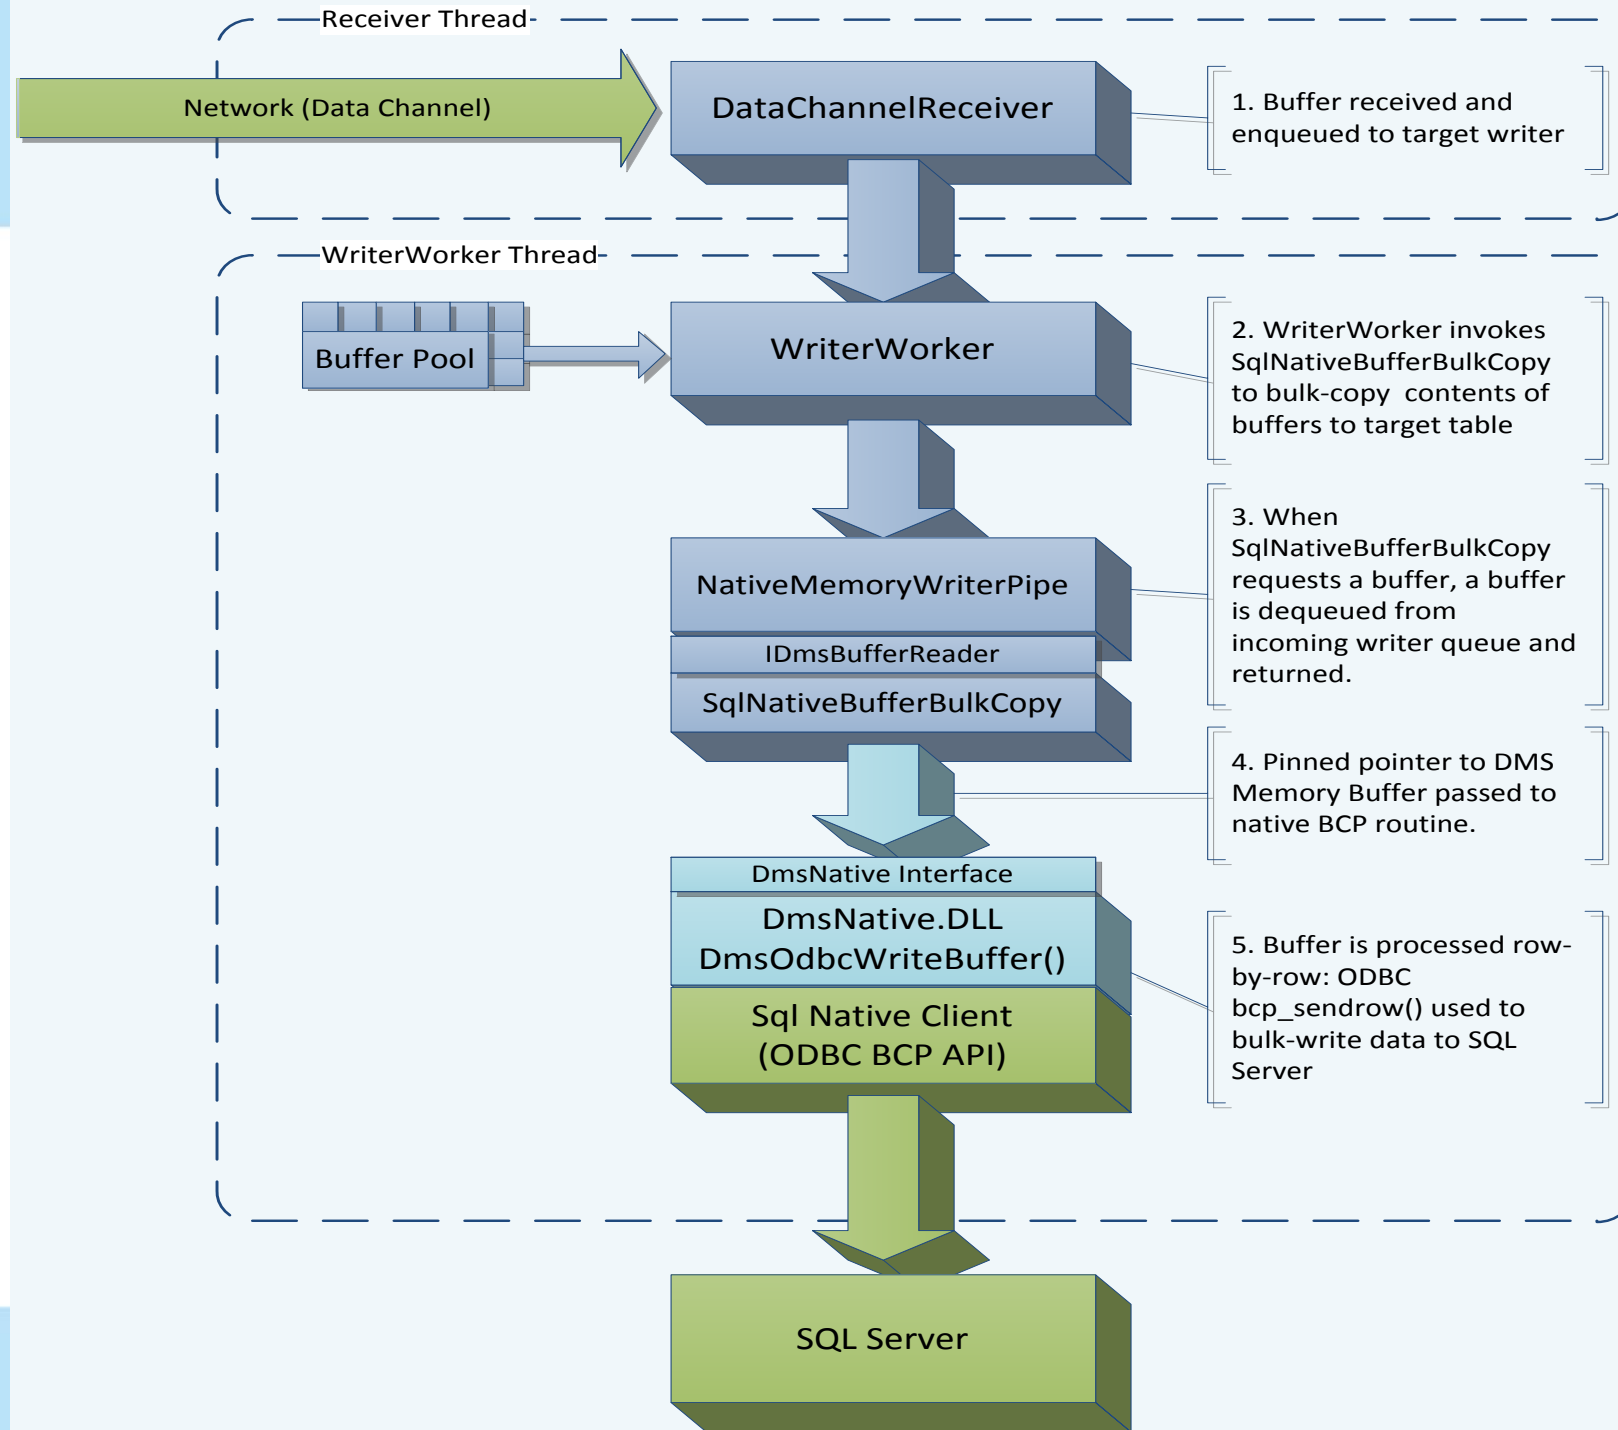 Receiver Thread
Network (Data Channel)
DataChannelReceiver
1. Buffer received and
enqueued to target writer
WriterWorker Thread
Buffer Pool
WriterWorker
2. WriterWorker invokes
SqlNativeBufferBulkCopy
to bulk-copy  contents of
buffers to target table
NativeMemoryWriterPipe
IDmsBufferReader
SqlNativeBufferBulkCopy
3. When
SqlNativeBufferBulkCopy
requests a buffer, a buffer
is dequeued from
incoming writer queue and
returned.
4. Pinned pointer to DMS
Memory Buffer passed to
native BCP routine.
DmsNative Interface
DmsNative.DLL
DmsOdbcWriteBuffer()
Sql Native Client
(ODBC BCP API)
5. Buffer is processed row-
by-row: ODBC
bcp_sendrow() used to
bulk-write data to SQL
Server
SQL Server